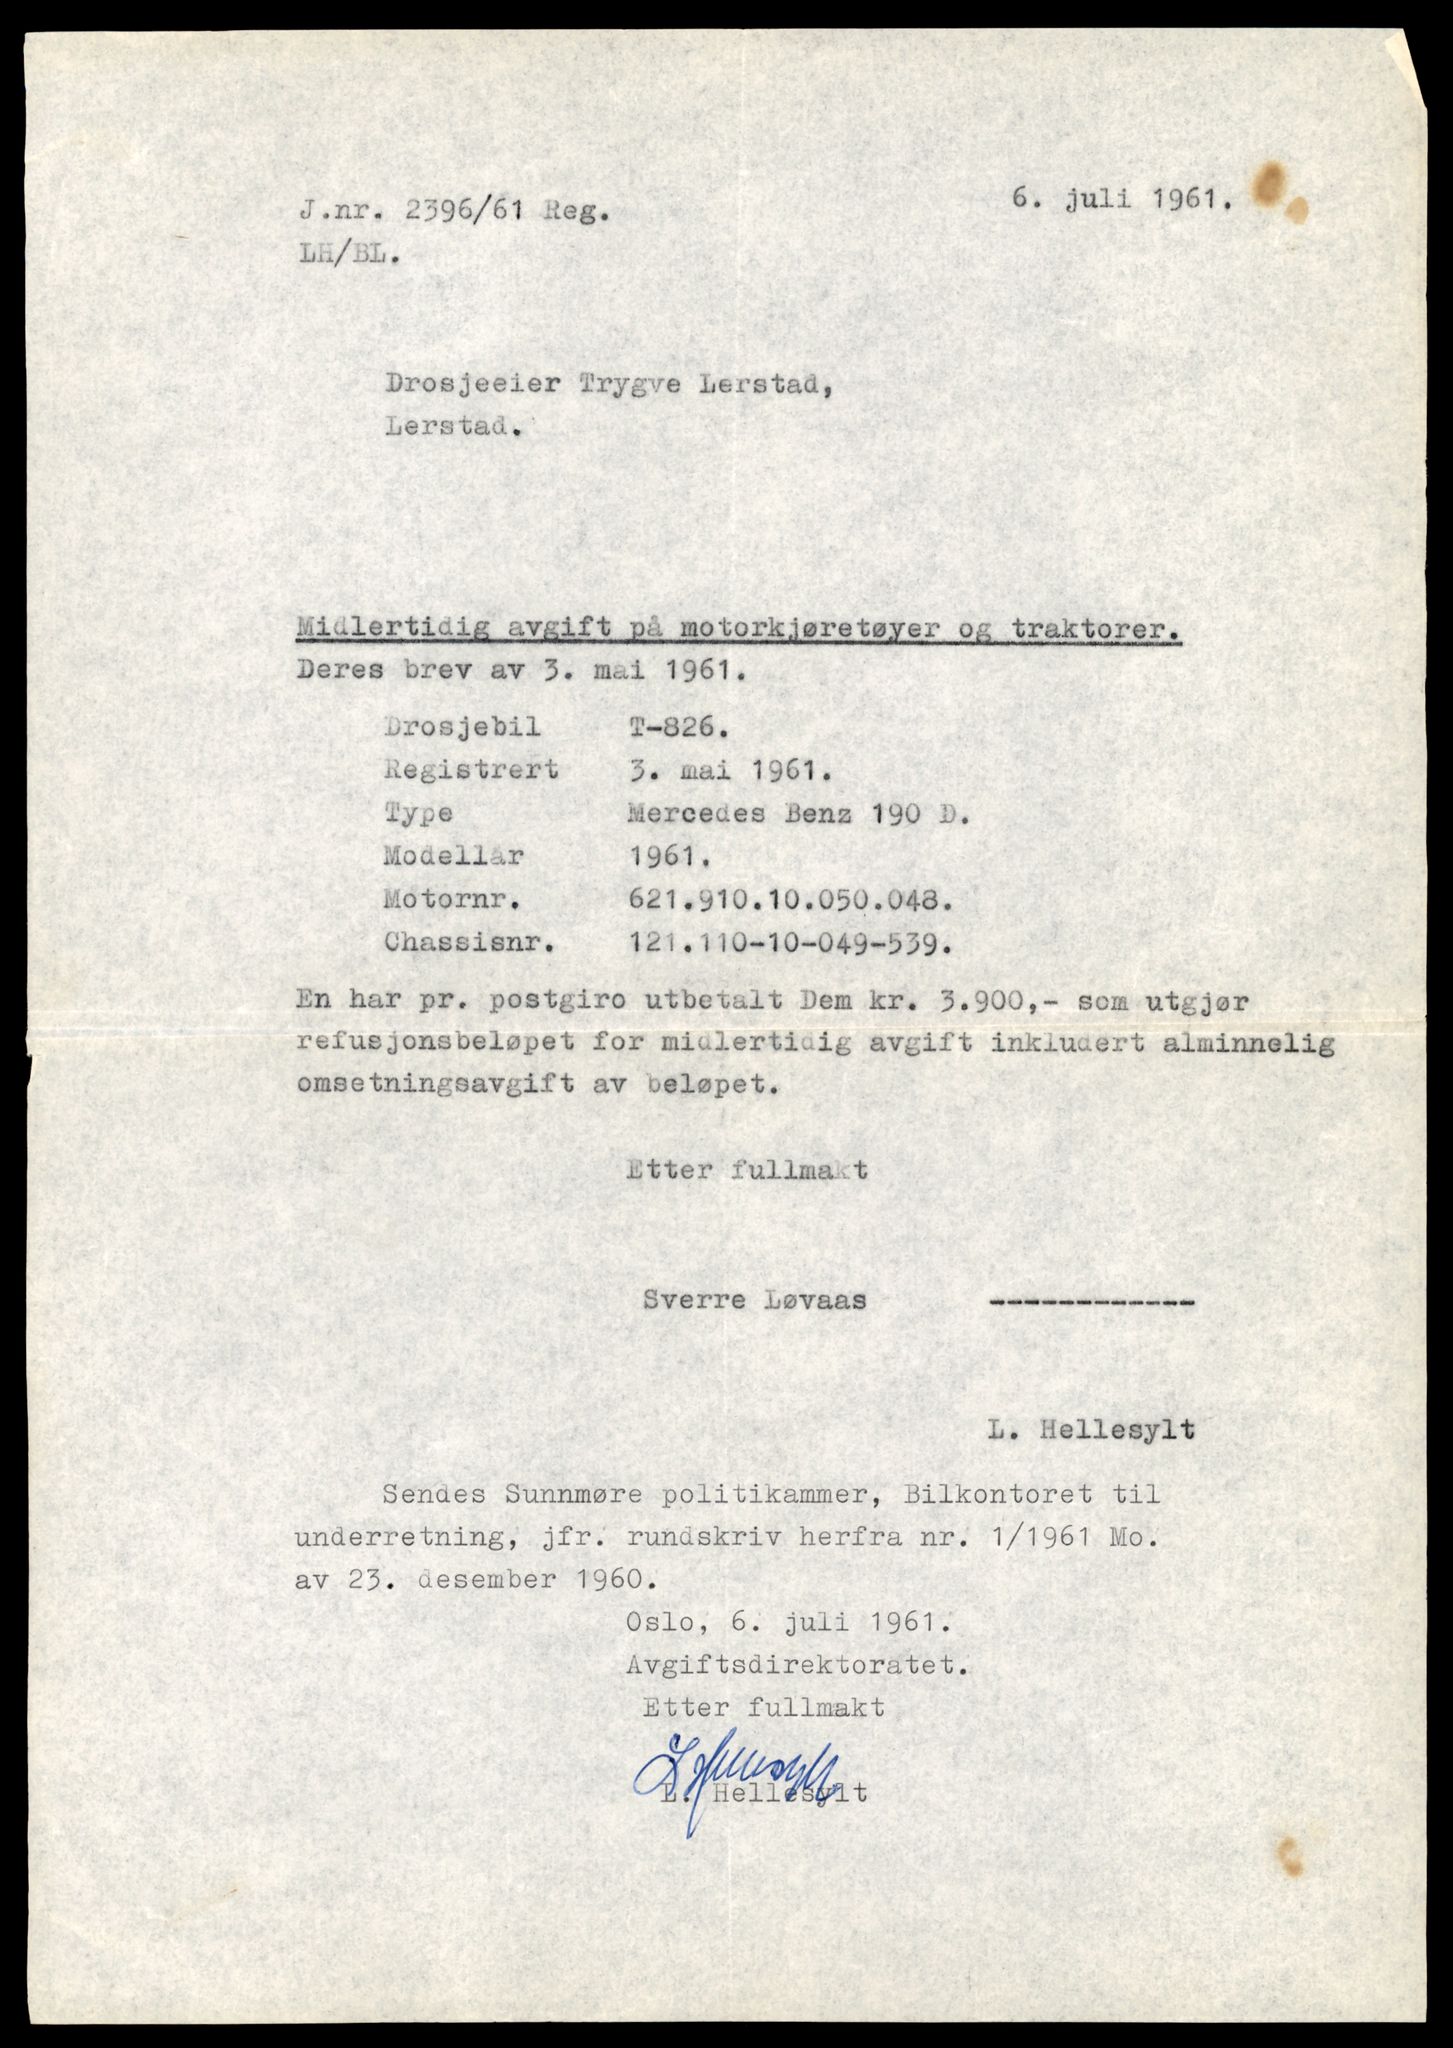 J.nr. 2396/61 Reg.
6. juli 1961.
LH/BL.
Drosjeeier Trygve Lerstad,
Lerstad.
Midlertidig avgift på motorkjøretøyer og traktorer.
Deres brev av 3. mai 1961.
Drosjebil T-826.
Registrert 3. mai 1961.
Type Mercedes Benz 190 D.
Modellår 1961.
Motornr. 621.910.10.050.048.
Chassisnr. 121.110-10-049-539.
En har pr. postgiro utbetalt Dem kr. 3.900,- som utgjør
refusjonsbeløpet for midlertidig avgift inkludert alminnelig
omsetningsavgift av beløpet.
Etter fullmakt
Sverre Løvaas ------------
L. Hellesylt
Sendes Sunnmøre politikammer, Bilkontoret til
underretning, jfr. rundskriv herfra nr. 1/1961 Mo.
av 23. desember 1960.
Oslo, 6. juli 1961.
Avgiftsdirektoratet.
Etter fullmakt
L Hellesylt
L. Hellesylt